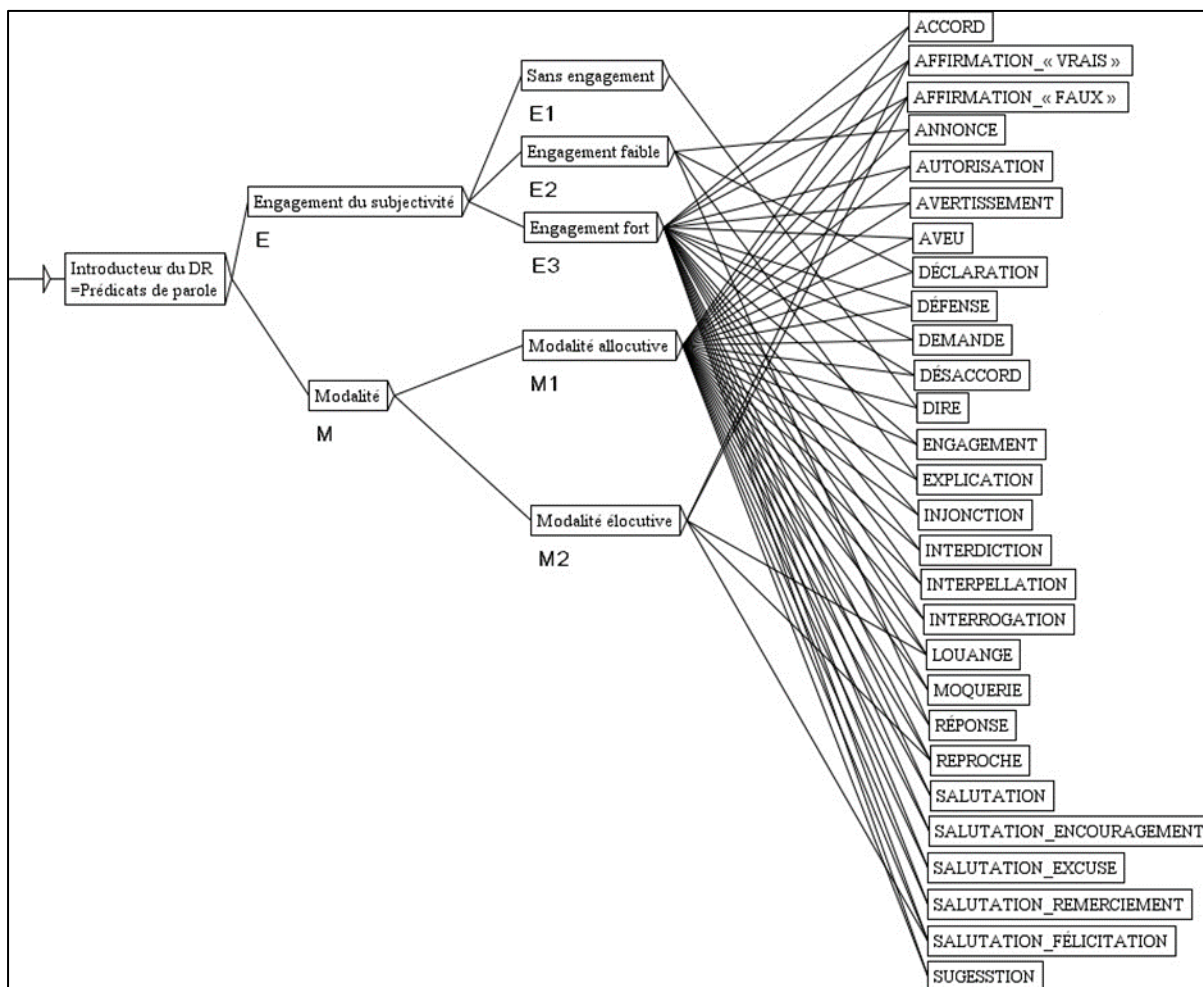 Introducteur du DR
=Prédicats de parole
Engagement du subjectivité
E
Modalité
M
Sans engagement
E1
Engagement faible
E2
Engagement fort
E3
Modalité allocutive
M1
Modalité élocutive
M2
ACCORD
AFFIRMATION_« VRAIS »
AFFIRMATION_« FAUX »
ANNONCE
AUTORISATION
AVERTISSEMENT
AVEU
DÉCLARATION
DÉFENSE
DEMANDE
DÉSACCORD
DIRE
ENGAGEMENT
EXPLICATION
INJONCTION
INTERDICTION
INTERPELLATION
INTERROGATION
LOUANGE
MOQUERIE
RÉPONSE
REPROCHE
SALUTATION
SALUTATION_ENCOURAGEMENT
SALUTATION_EXCUSE
SALUTATION_REMERCIEMENT
SALUTATION_FÉLICITATION
SUGESSTION